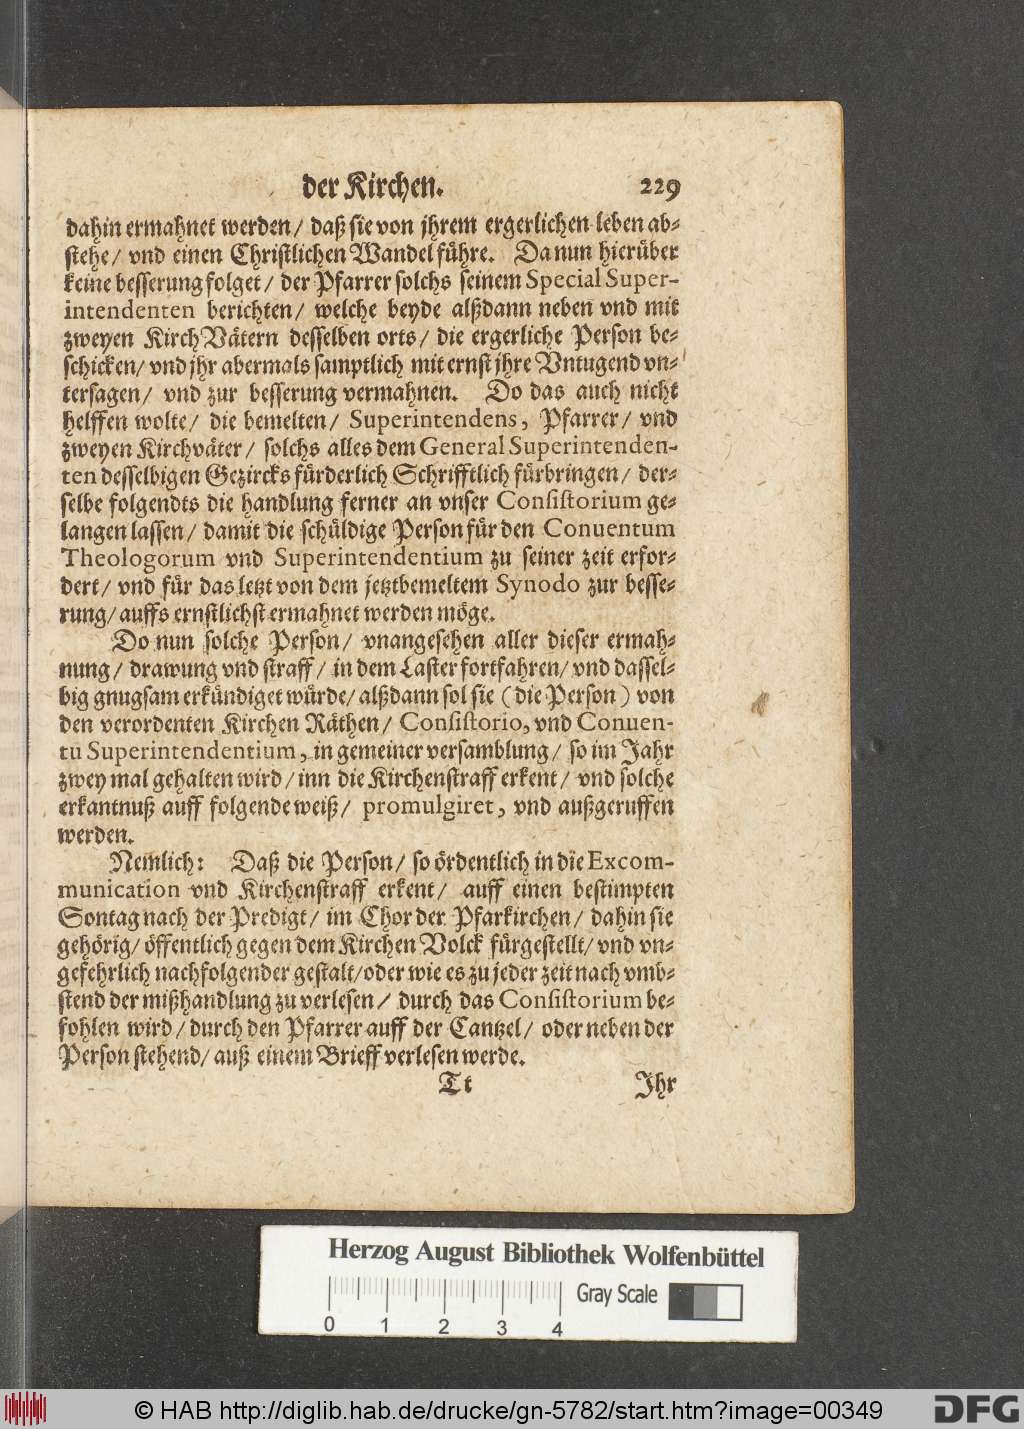 der Kirchen. 229
dahin ermahnet werden / daß sie von jhrem ergerlichen leben ab-
stehe / vnd einen Christlichen Wandel führe. Da nun hierüber
keine besserung folget / der Pfarrer solchs seinem Special Super-
intendenten berichten / welche beyde alßdann neben vnd mit
zweyen KirchVätern desselben orts / die ergerliche Person be-
schicken / vnd jhr abermals samptlich mit ernst jhre Vntugend vn-
tersagen / vnd zur besserung vermahnen. Do das auch nicht
helffen wolte / die bemelten / Superintendens, Pfarrer / vnd
zweyen Kirchväter / solchs alles dem General Superintenden-
ten desselbigen Gezircks fürderlich Schrifftlich fürbringen / der-
selbe folgendts die handlung ferner an vnser Consistorium ge-
langen lassen / damit die schüldige Person für den Conuentum
Theologorum vnd Superintendentium zu seiner zeit erfor-
dert / vnd für das letzt von dem jetztbemeltem Synodo zur besse-
rung / auffs ernstlichst ermahnet werden möge.
Do nun solche Person / vnangesehen aller dieser ermah-
nung / drawung vnd straff / in dem Laster fortfahren / vnd dassel-
big gnugsam erkündiget würde / alßdann sol sie (die Person) von
den verordenten Kirchen Räthen / Consistorio, vnd Conuen-
tu Superintendentium, in gemeiner versamblung / so im Jahr
zwey mal gehalten wird / inn die Kirchenstraff erkent / vnd solche
erkantnuß auff folgende weiß / promulgiret, vnd außgeruffen
werden.
Nemlich: Daß die Person / so ördentlich in die Excom-
munication vnd Kirchenstraff erkent / auff einen bestimpten
Sontag nach der Predigt / im Chor der Pfarkirchen / dahin sie
gehörig / öffentlich gegen dem Kirchen Volck fürgestellt / vnd vn-
gefehrlich nachfolgender gestalt / oder wie es zu jeder zeit nach vmb-
stend der mißhandlung zu verlesen / durch das Consistorium be-
fohlen wird / durch den Pfarrer auff der Cantzel / oder neben der
Person stehend / auß einem Brieff verlesen werde.
Tt Jhr
Herzog August Bibliothek Wolfenbüttel
Gray Scale
0 1 2 3 4
© HAB http://diglib.hab.de/drucke/gn-5782/start.htm?image=00349
DFG